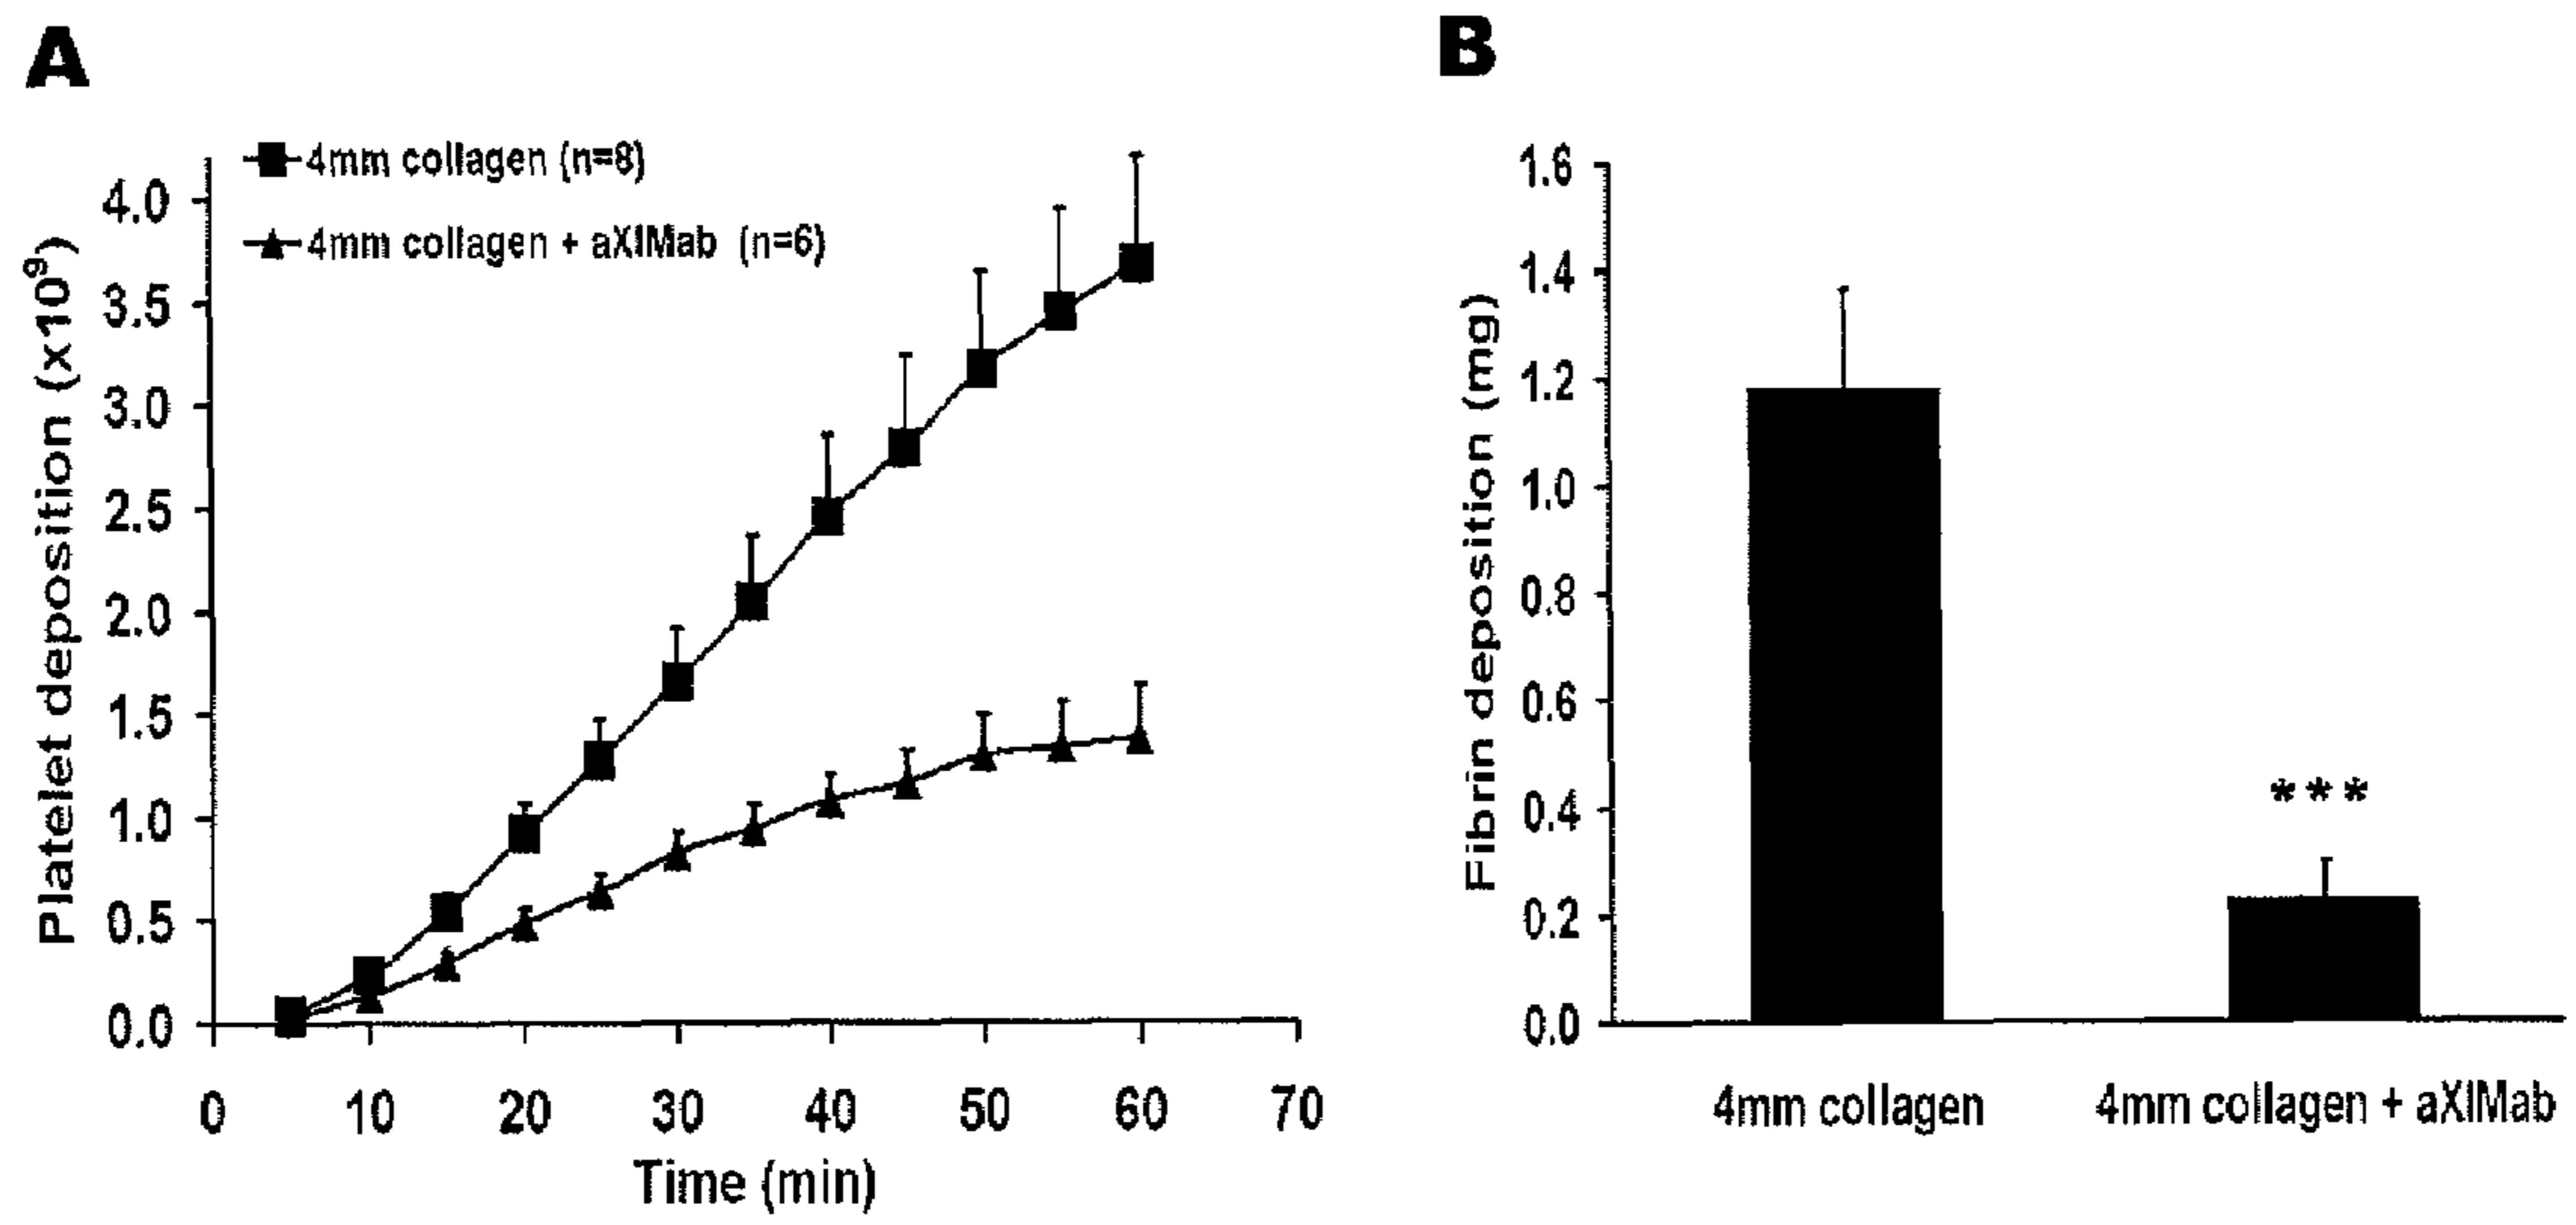 A
4mm collagen (n=8)
4mm collagen + aXIMab (n=6)
Platelet deposition (x10⁹)
4.0
3.5
3.0
2.5
2.0
1.5
1.0
0.5
0.0
0 10 20 30 40 50 60 70
Time (min)
B
Fibrin deposition (mg)
1.6
1.4
1.2
1.0
0.8
0.6
0.4
0.2
0.0
***
4mm collagen 4mm collagen + aXIMab